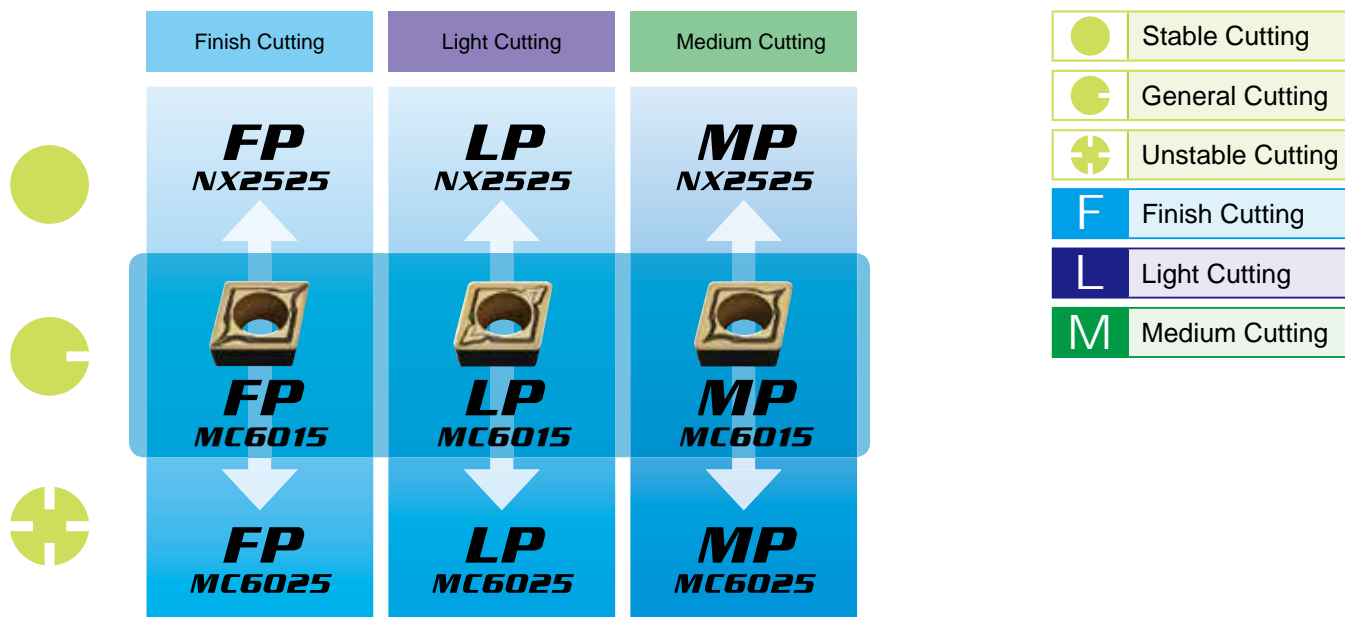 Finish Cutting
Light Cutting
Medium Cutting
FP
NX2525
LP
NX2525
MP
NX2525
FP
MC6015
LP
MC6015
MP
MC6015
FP
MC6025
LP
MC6025
MP
MC6025
Stable Cutting
General Cutting
Unstable Cutting
F Finish Cutting
L Light Cutting
M Medium Cutting